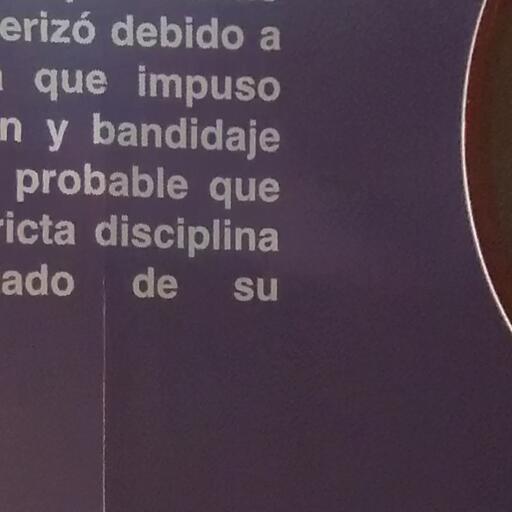 erizó debido a
que impuso
n y bandidaje
probable que
ricta disciplina
ado de su